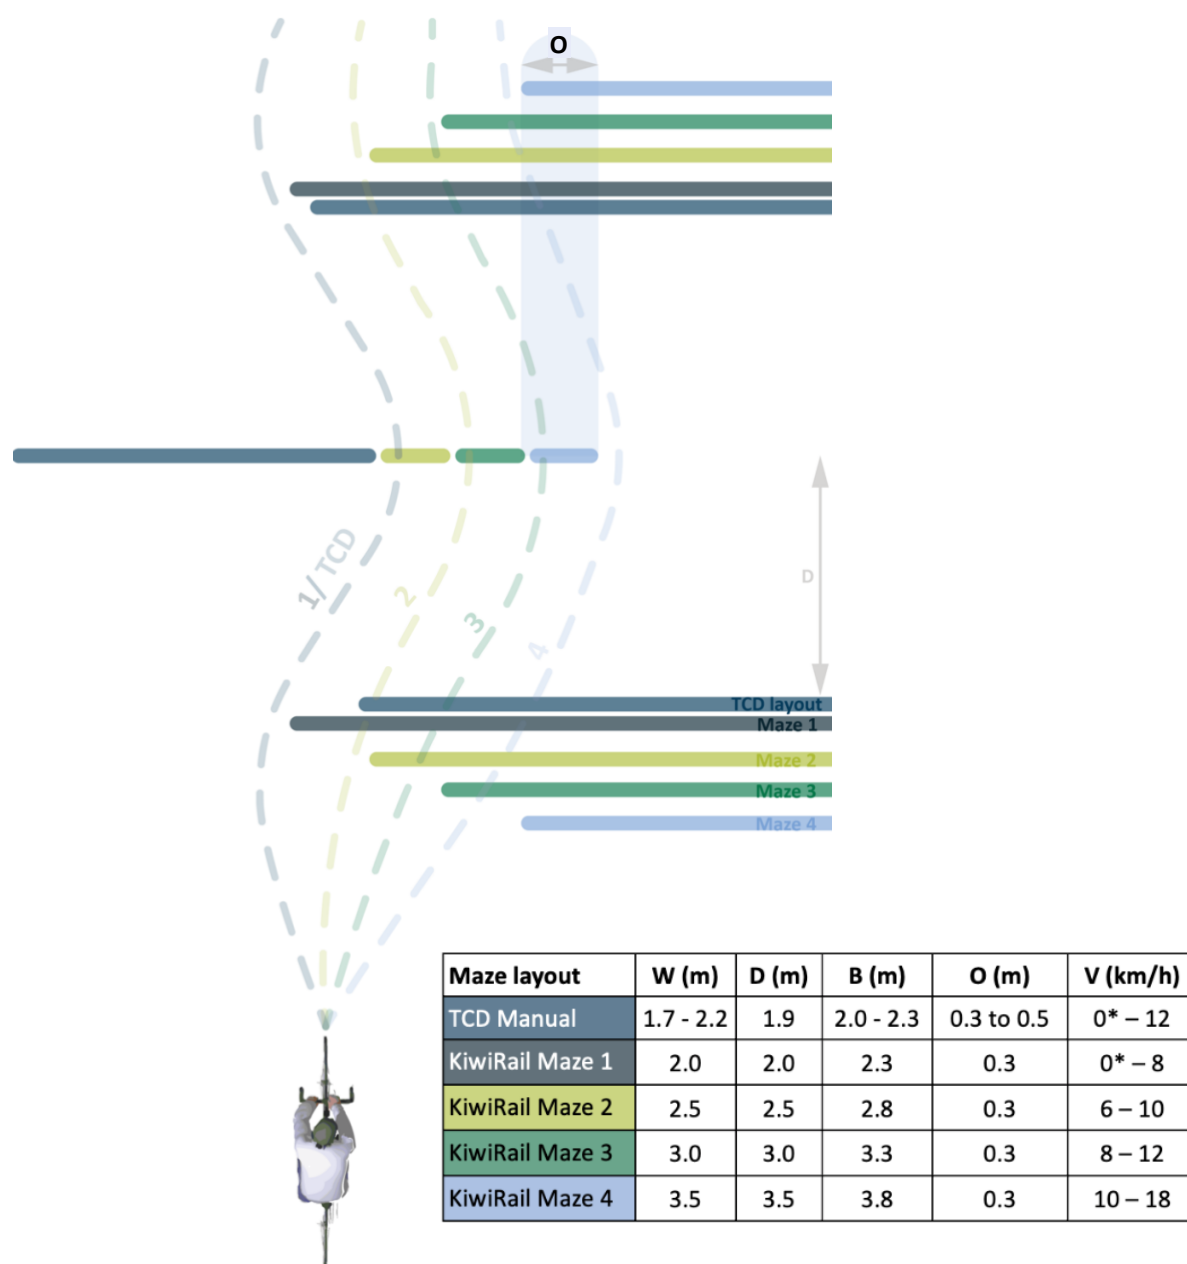 O
1/ TCD
2
3
4
D
TCD layout
Maze 1
Maze 2
Maze 3
Maze 4
Maze layout W (m) D (m) B (m) O (m) V (km/h)
TCD Manual 1.7 - 2.2 1.9 2.0 - 2.3 0.3 to 0.5 0* – 12
KiwiRail Maze 1 2.0 2.0 2.3 0.3 0* – 8
KiwiRail Maze 2 2.5 2.5 2.8 0.3 6 – 10
KiwiRail Maze 3 3.0 3.0 3.3 0.3 8 – 12
KiwiRail Maze 4 3.5 3.5 3.8 0.3 10 – 18